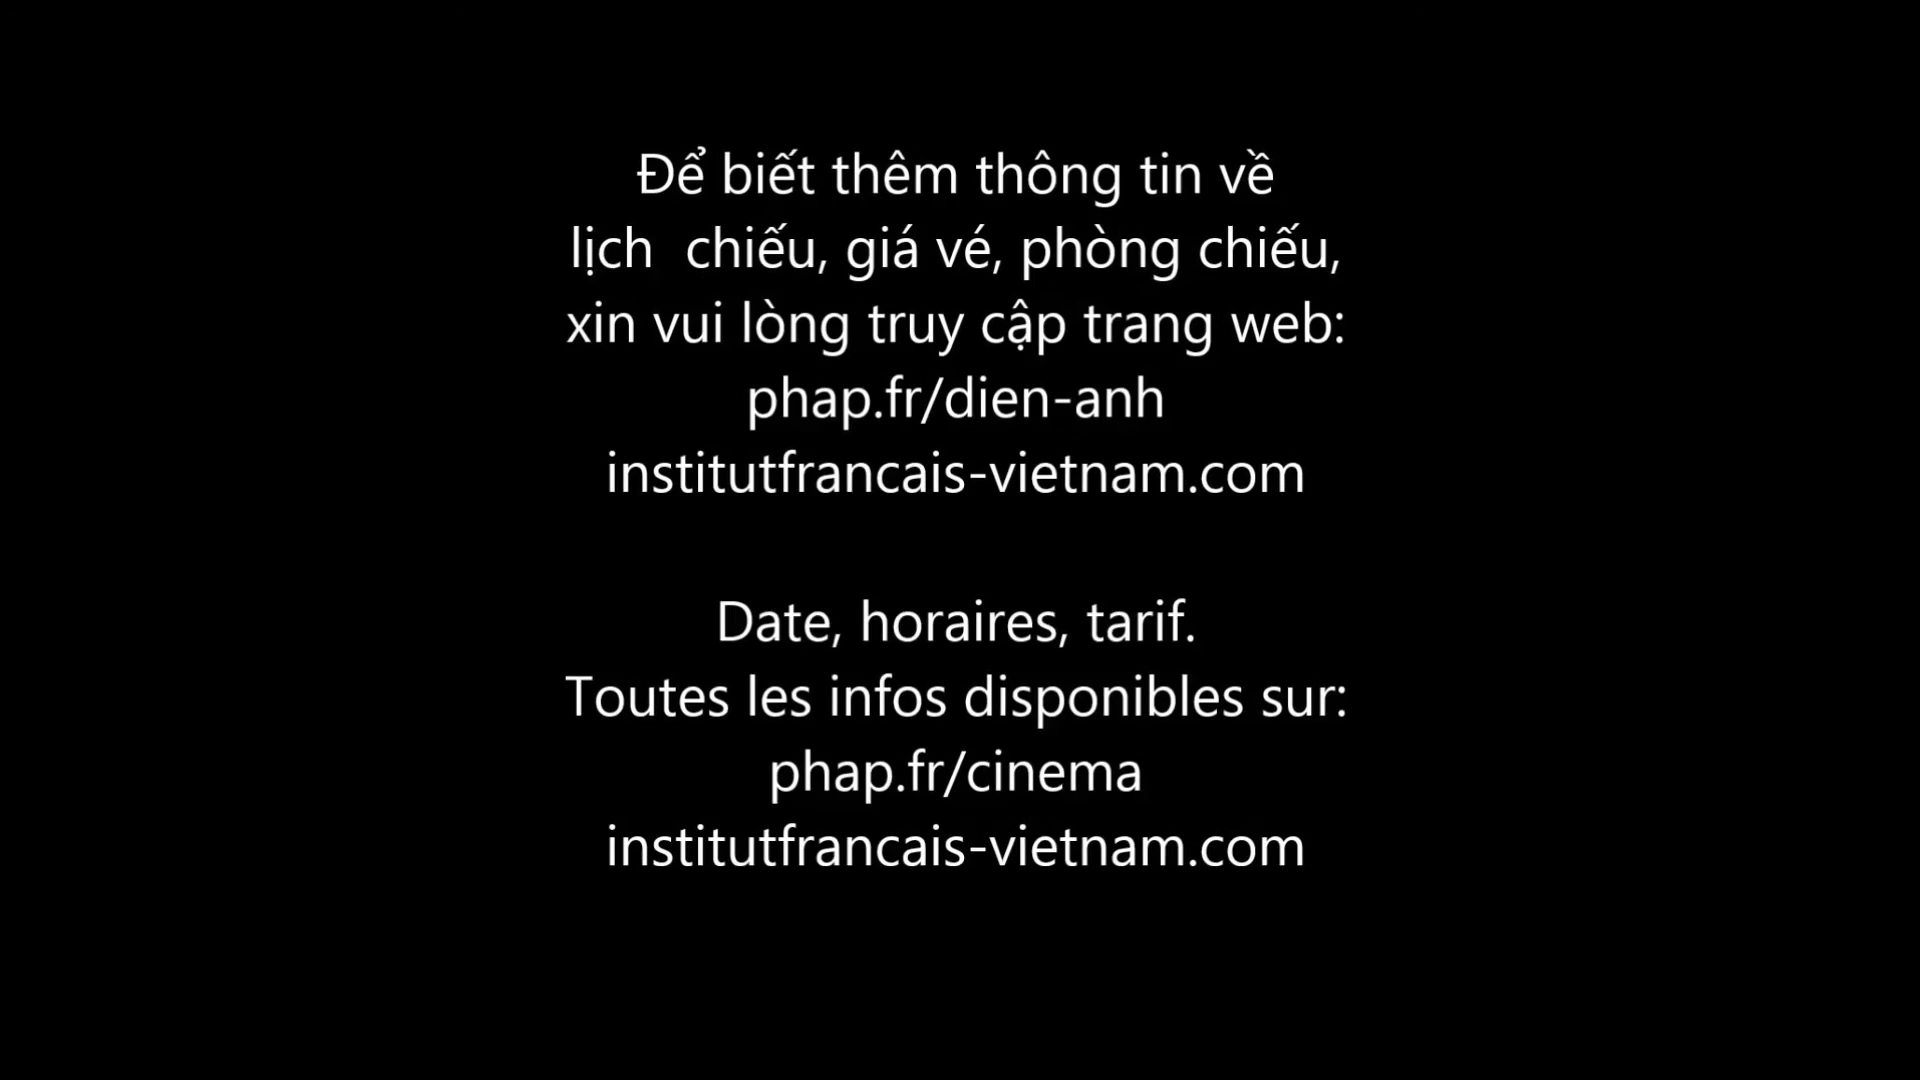 Để biết thêm thông tin về
lịch  chiếu, giá vé, phòng chiếu,
xin vui lòng truy cập trang web:
phap.fr/dien-anh
institutfrancais-vietnam.com
Date, horaires, tarif.
Toutes les infos disponibles sur:
phap.fr/cinema
institutfrancais-vietnam.com